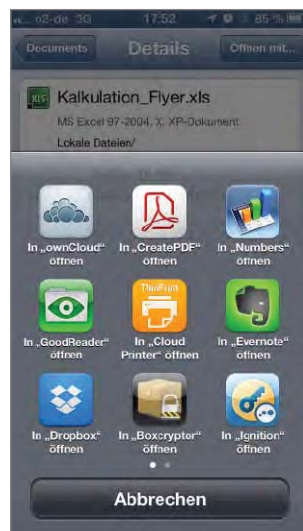 o2-de 3G 17:52 85 %
Documents Details Öffnen mit...
XLS Kalkulation_Flyer.xls
MS Excel 97-2004, X, XP-Dokument
Lokale Dateien/
In „ownCloud“ öffnen
In „CreatePDF“ öffnen
In „Numbers“ öffnen
In „GoodReader“ öffnen
ThinPrint
In „Cloud Printer“ öffnen
In „Evernote“ öffnen
In „Dropbox“ öffnen
In „Boxcryptor“ öffnen
In „Ignition“ öffnen
Abbrechen